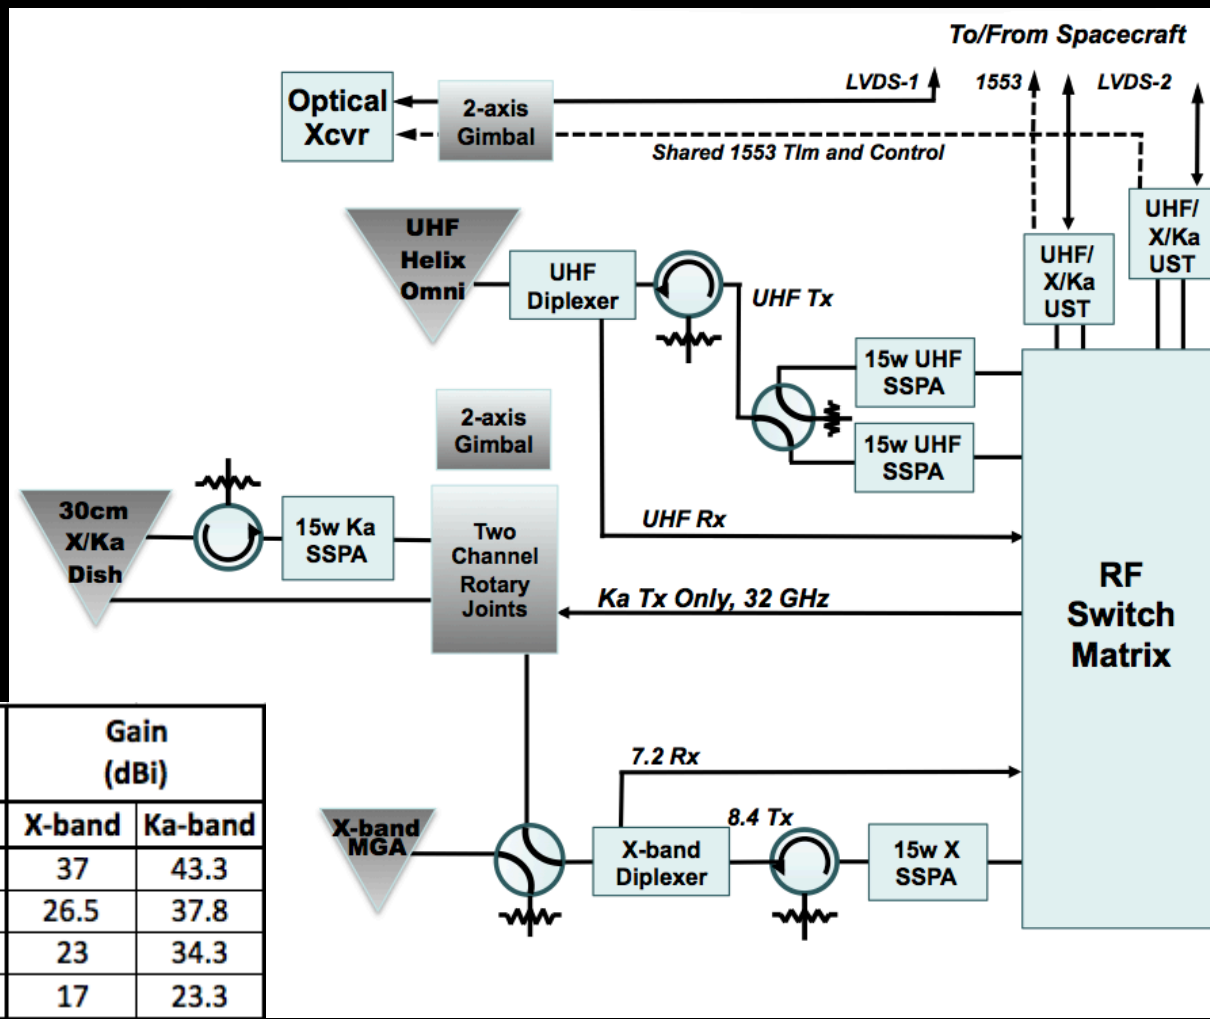 To/From Spacecraft
LVDS-1
1553
LVDS-2
Optical
Xcvr
2-axis
Gimbal
Shared 1553 Tlm and Control
UHF/
X/Ka
UST
UHF/
X/Ka
UST
UHF
Helix
Omni
UHF
Diplexer
UHF Tx
15w UHF
SSPA
15w UHF
SSPA
2-axis
Gimbal
30cm
X/Ka
Dish
15w Ka
SSPA
Two
Channel
Rotary
Joints
UHF Rx
Ka Tx Only, 32 GHz
RF
Switch
Matrix
7.2 Rx
8.4 Tx
X-band
MGA
X-band
Diplexer
15w X
SSPA
Gain
(dBi)
X-band Ka-band
37 43.3
26.5 37.8
23 34.3
17 23.3